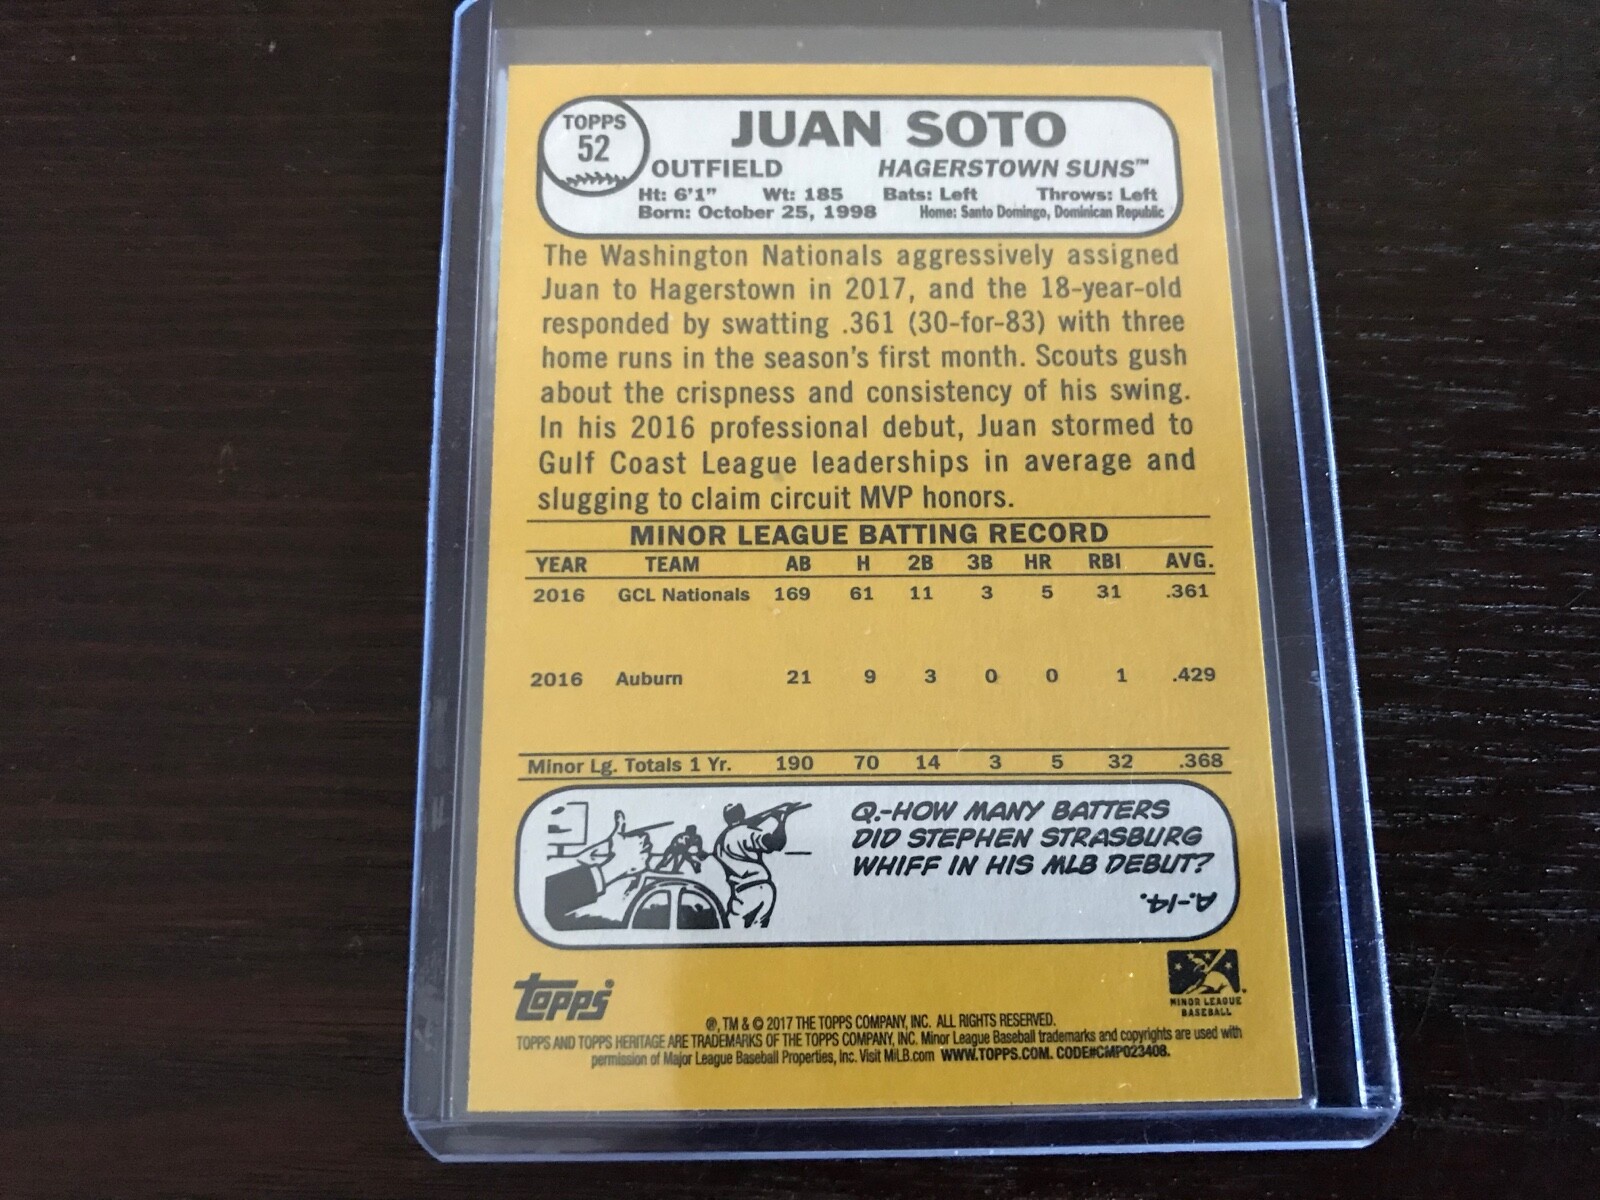 TOPPS
52
JUAN SOTO
OUTFIELD HAGERSTOWN SUNS™
Ht: 6'1" Wt: 185 Bats: Left Throws: Left
Born: October 25, 1998 Home: Santo Domingo, Dominican Republic
The Washington Nationals aggressively assigned
Juan to Hagerstown in 2017, and the 18-year-old
responded by swatting .361 (30-for-83) with three
home runs in the season's first month. Scouts gush
about the crispness and consistency of his swing.
In his 2016 professional debut, Juan stormed to
Gulf Coast League leaderships in average and
slugging to claim circuit MVP honors.
MINOR LEAGUE BATTING RECORD
YEAR TEAM AB H 2B 3B HR RBI AVG.
2016 GCL Nationals 169 61 11 3 5 31 .361
2016 Auburn 21 9 3 0 0 1 .429
Minor Lg. Totals 1 Yr. 190 70 14 3 5 32 .368
Q.-HOW MANY BATTERS
DID STEPHEN STRASBURG
WHIFF IN HIS MLB DEBUT?
A.-14.
topps
MINOR LEAGUE
BASEBALL
®, TM & © 2017 THE TOPPS COMPANY, INC. ALL RIGHTS RESERVED.
TOPPS AND TOPPS HERITAGE ARE TRADEMARKS OF THE TOPPS COMPANY, INC. Minor League Baseball trademarks and copyrights are used with
permission of Major League Baseball Properties, Inc. Visit MiLB.com WWW.TOPPS.COM. CODE#CMP023408.